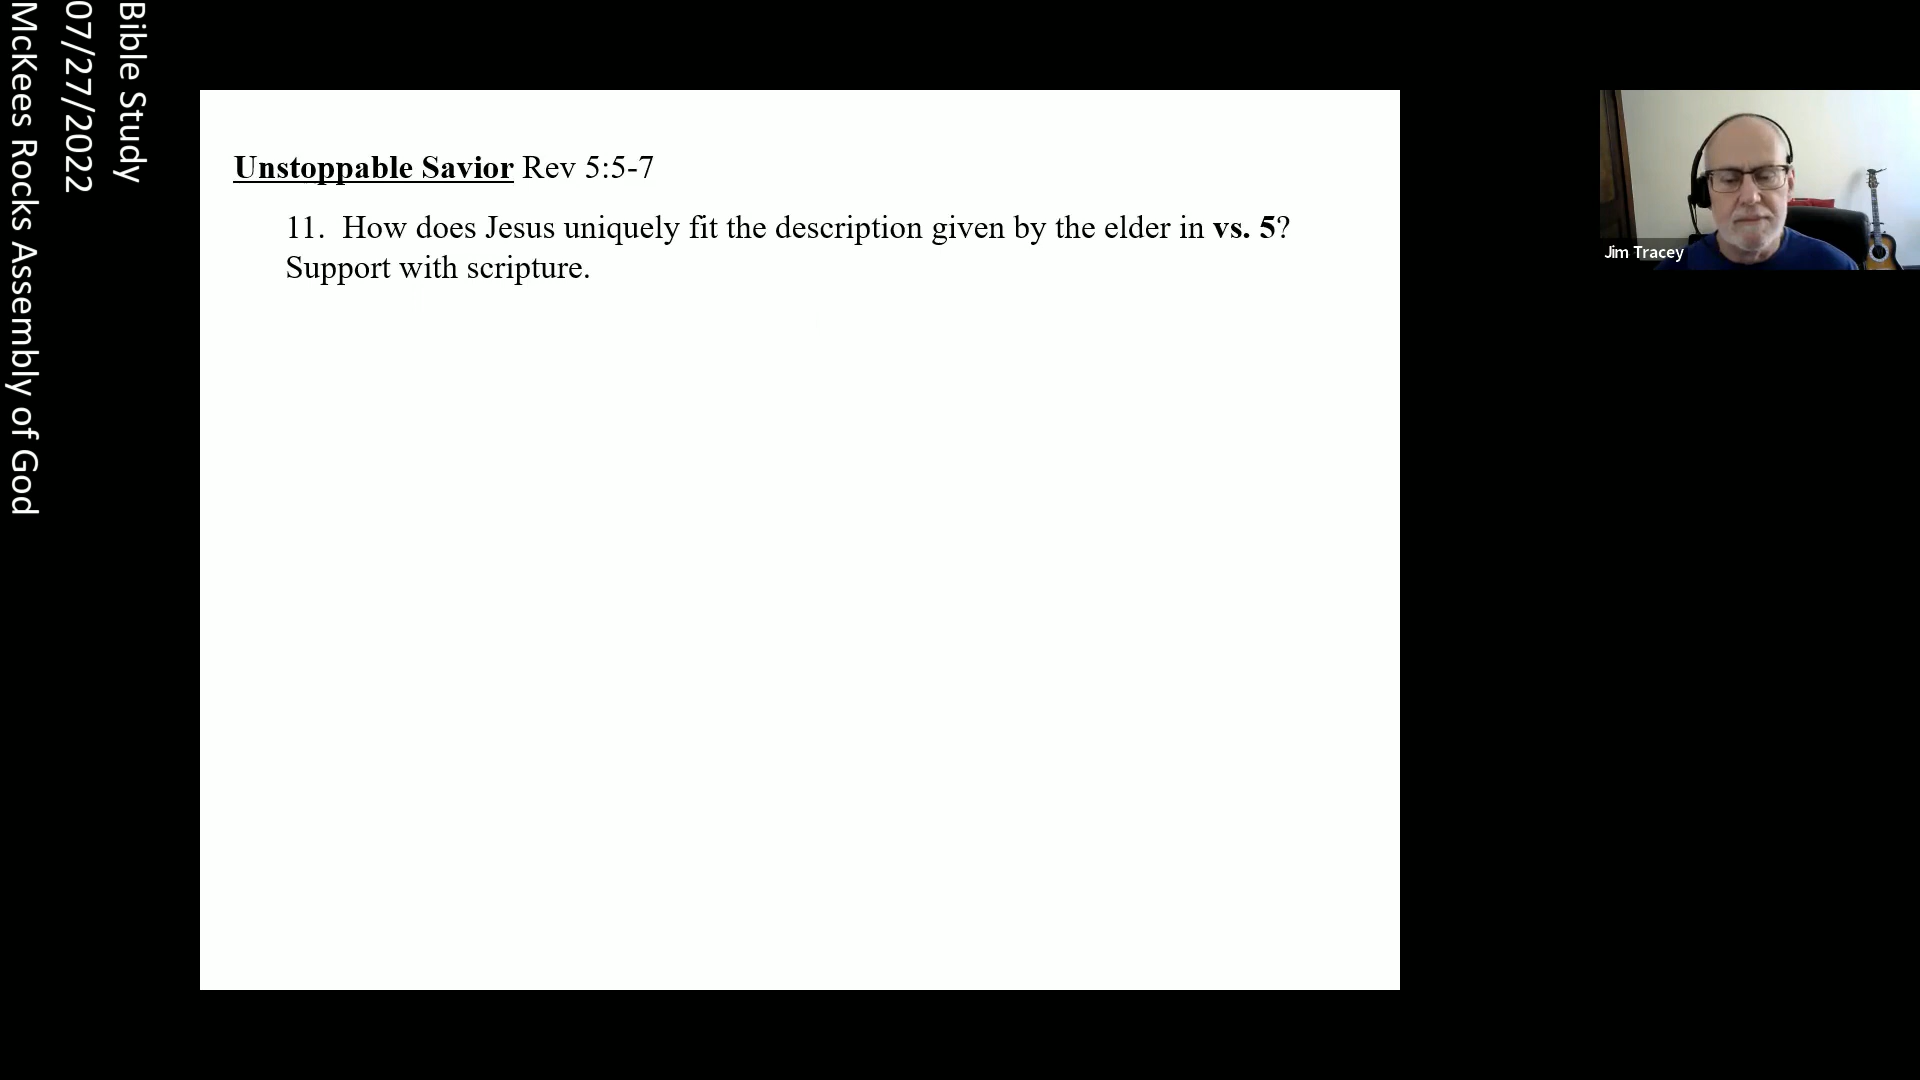 Bible Study
07/27/2022
McKees Rocks Assembly of God
Unstoppable Savior Rev 5:5-7
11. How does Jesus uniquely fit the description given by the elder in vs. 5?
Support with scripture.
Jim Tracey